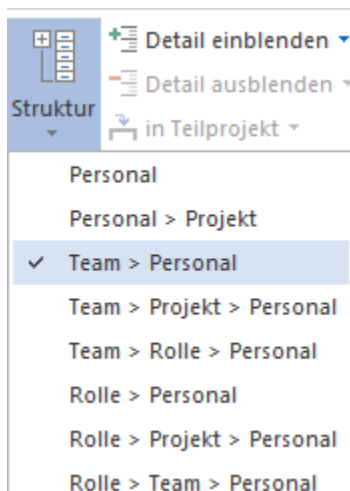 Struktur
Detail einblenden
Detail ausblenden
in Teilprojekt
Personal
Personal > Projekt
Team > Personal
Team > Projekt > Personal
Team > Rolle > Personal
Rolle > Personal
Rolle > Projekt > Personal
Rolle > Team > Personal